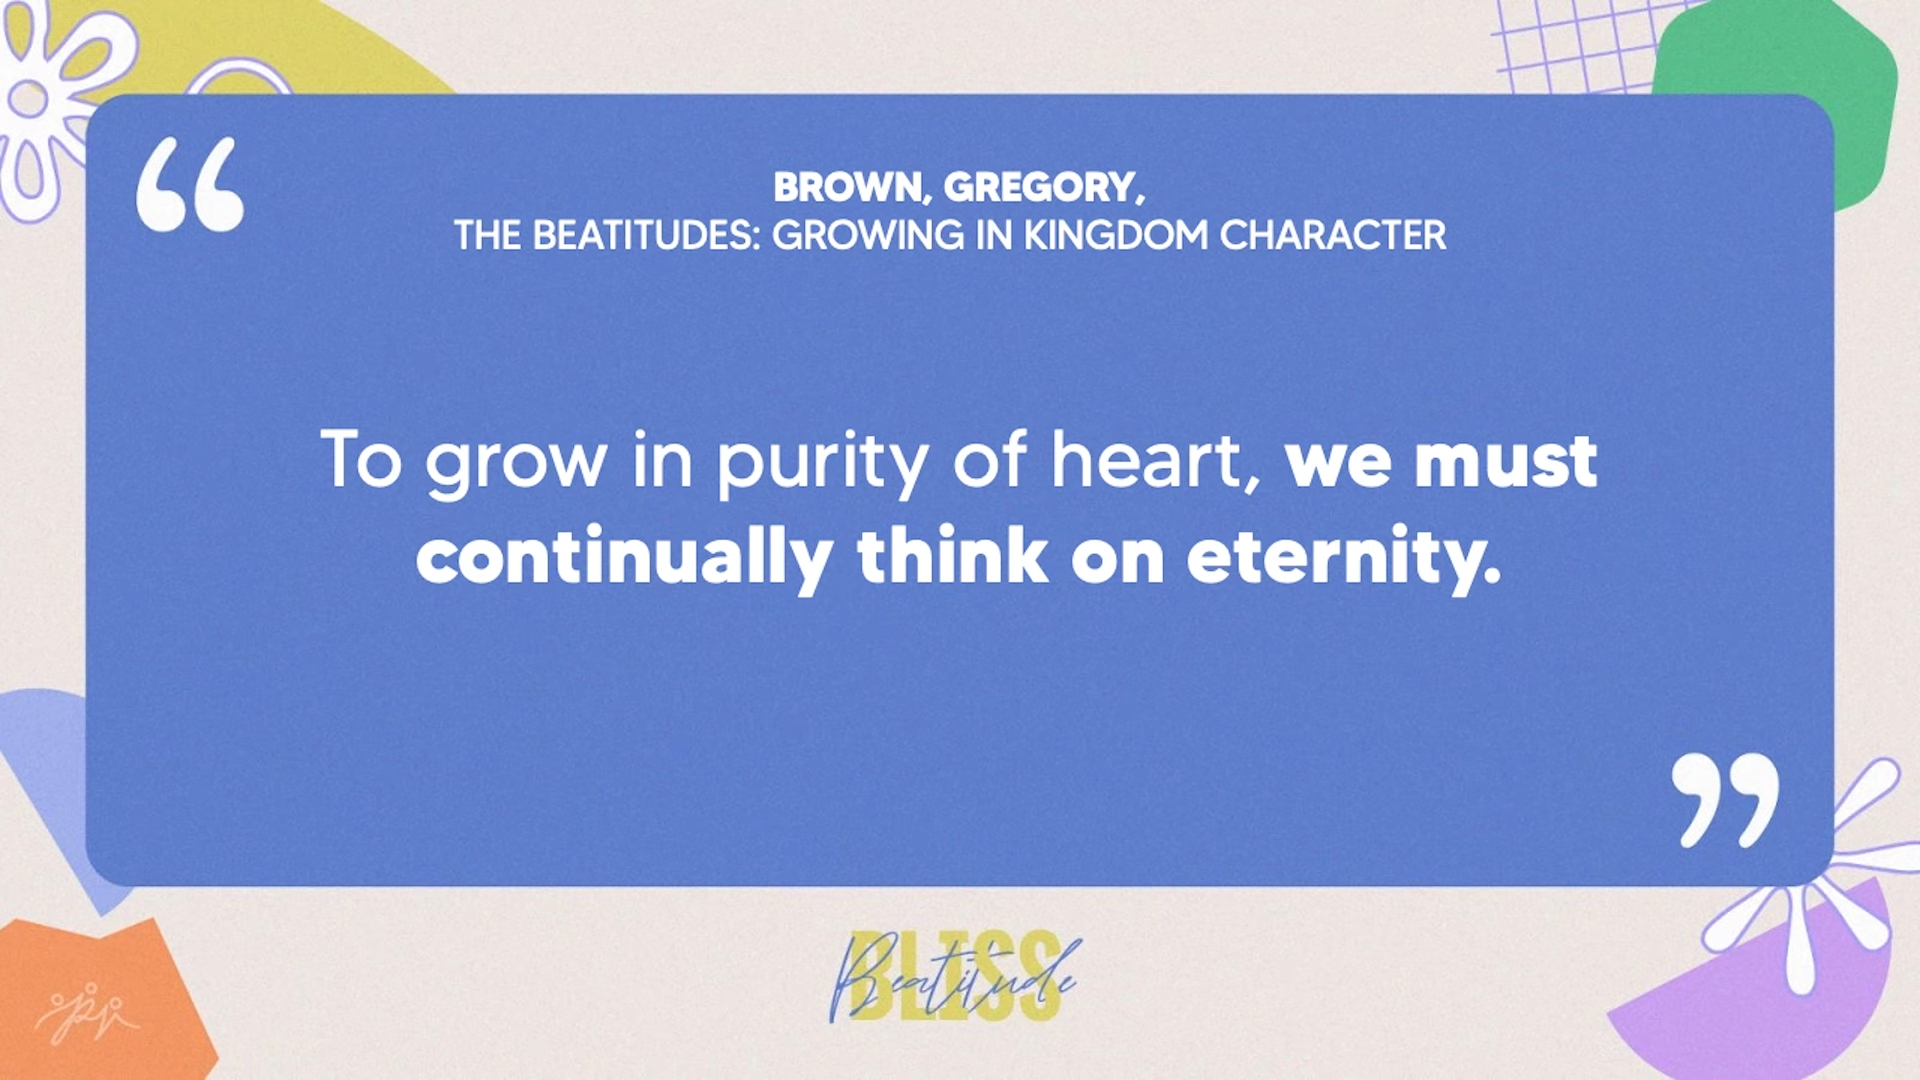 “
BROWN, GREGORY,
THE BEATITUDES: GROWING IN KINGDOM CHARACTER
To grow in purity of heart, we must
continually think on eternity.
”
BLISS
Beatitude